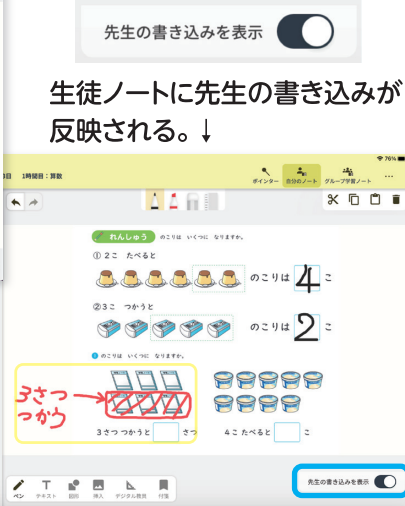 先生の書き込みを表示
生徒ノートに先生の書き込みが
反映される。↓
76%
1時間目：算数
ポインター
自分のノート
グループ学習ノート
れんしゅう のこりは いくつに なりますか。
① 2こ たべると
のこりは 4 こ
② 3こ つかうと
のこりは 2 こ
のこりは いくつに なりますか。
3さつ
つかう
3さつ つかうと さつ
4こ たべると こ
ペン
テキスト
図形
挿入
デジタル教具
付箋
先生の書き込みを表示